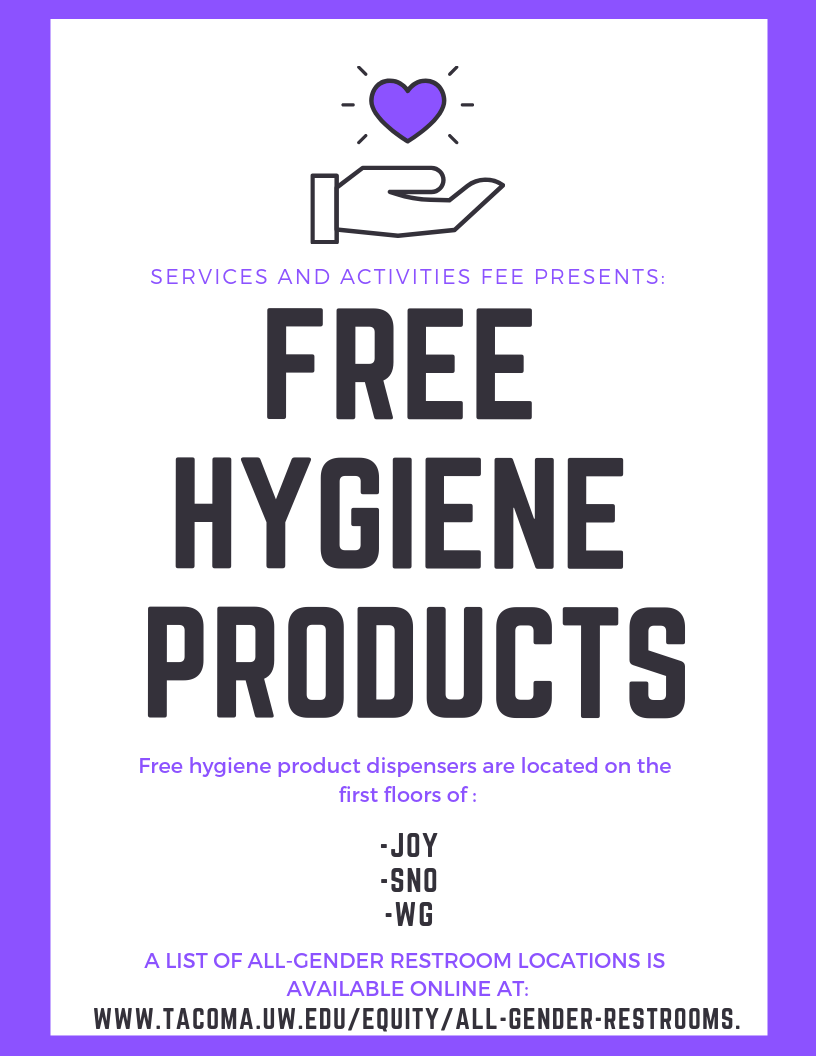 SERVICES AND ACTIVITIES FEE PRESENTS:
FREE
HYGIENE
PRODUCTS
Free hygiene product dispensers are located on the
first floors of :
-JOY
-SNO
-WG
A LIST OF ALL-GENDER RESTROOM LOCATIONS IS
AVAILABLE ONLINE AT:
WWW.TACOMA.UW.EDU/EQUITY/ALL-GENDER-RESTROOMS.